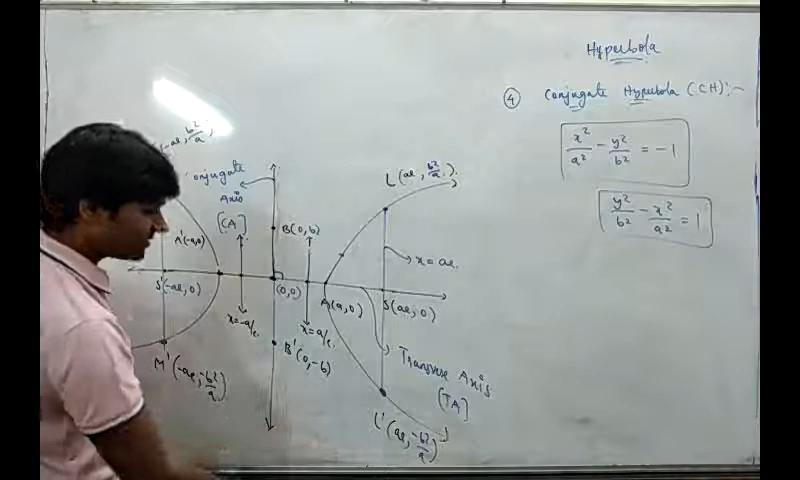 Hyperbola
④ Conjugate Hyperbola (CH):-
x²/a² - y²/b² = -1
y²/b² - x²/a² = 1
(-ae, b²/a)
Conjugate
Axis
[CA]
A'(-a,0)
S'(-ae, 0)
x=-a/e
M'(-ae, -b²/a)
B(0,b)
(0,0)
B'(0,-b)
x=a/e
A(a,0)
L(ae, b²/a)
x=ae
S(ae, 0)
Transverse Axis
[TA]
L'(ae, -b²/a)